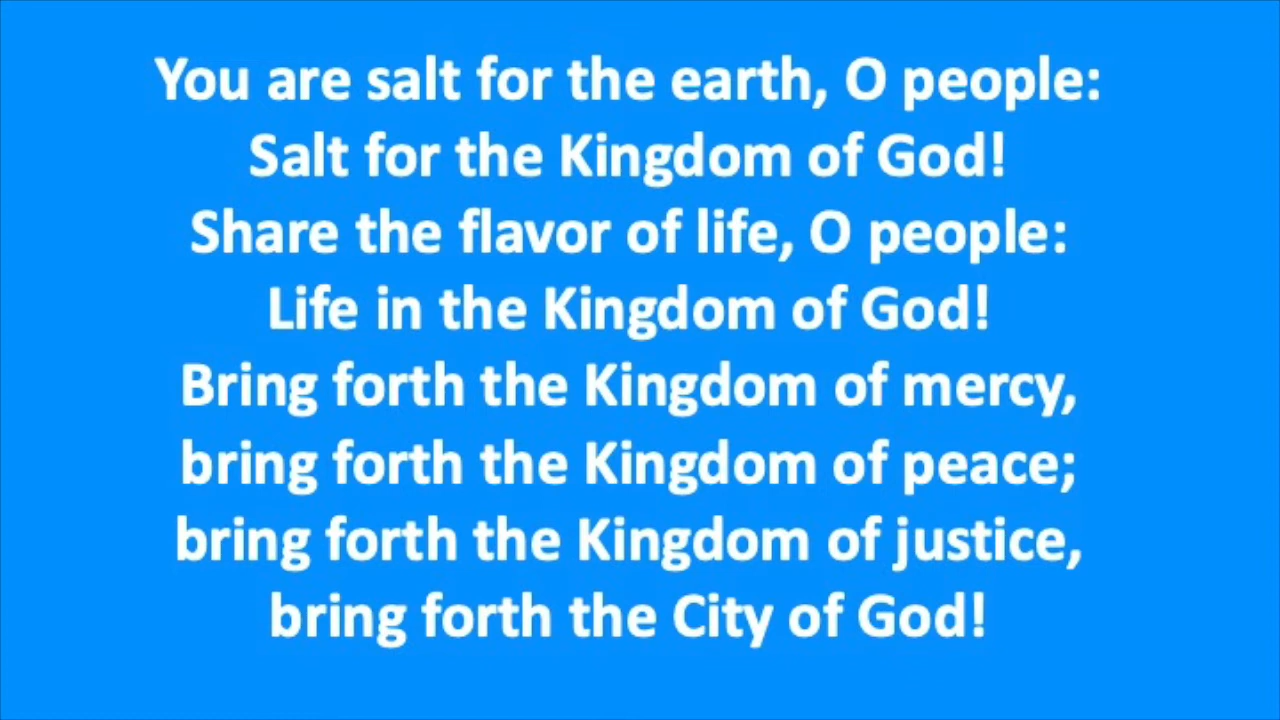 You are salt for the earth, O people:
Salt for the Kingdom of God!
Share the flavor of life, O people:
Life in the Kingdom of God!
Bring forth the Kingdom of mercy,
bring forth the Kingdom of peace;
bring forth the Kingdom of justice,
bring forth the City of God!